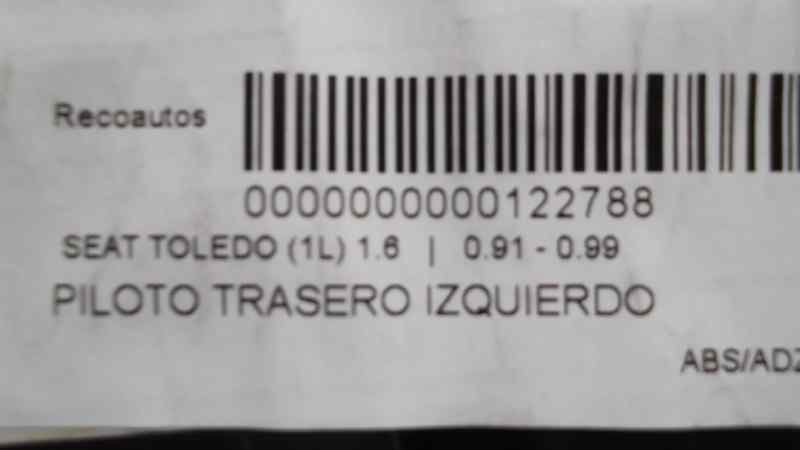 Recoautos
0000000000122788
SEAT TOLEDO (1L) 1.6 | 0.91 - 0.99
PILOTO TRASERO IZQUIERDO
ABS/ADZ